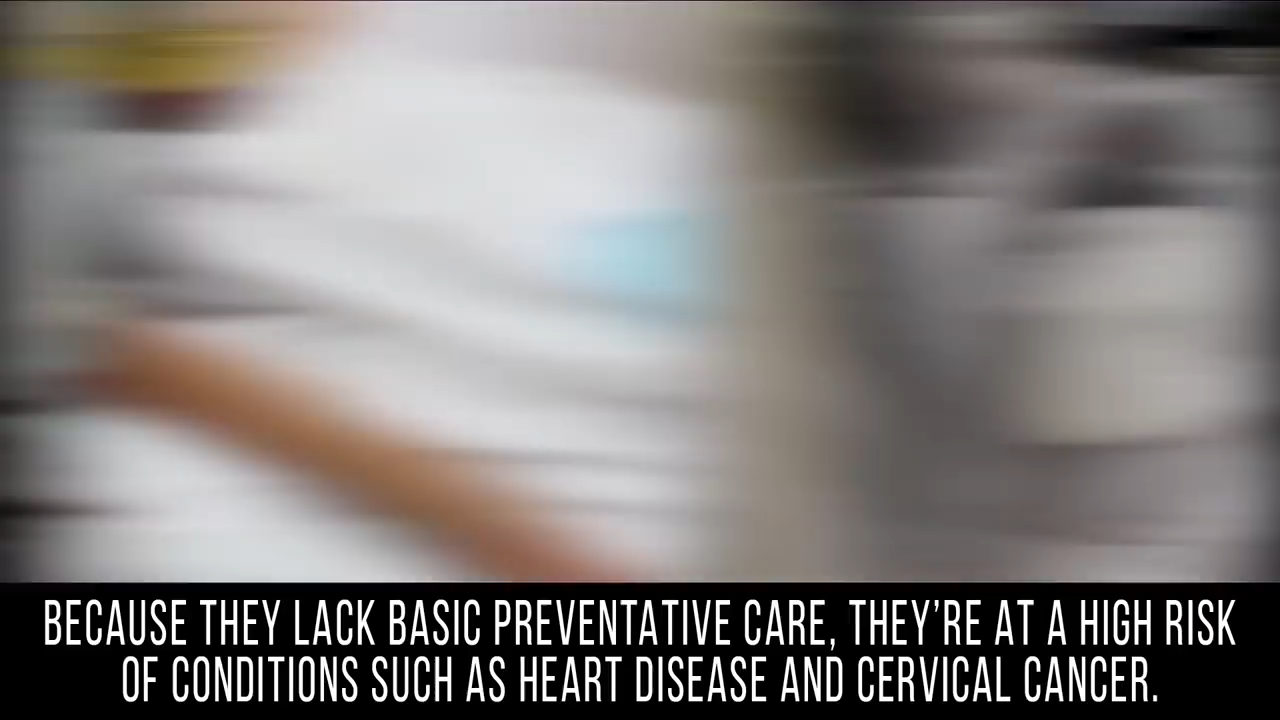 BECAUSE THEY LACK BASIC PREVENTATIVE CARE, THEY’RE AT A HIGH RISK
OF CONDITIONS SUCH AS HEART DISEASE AND CERVICAL CANCER.